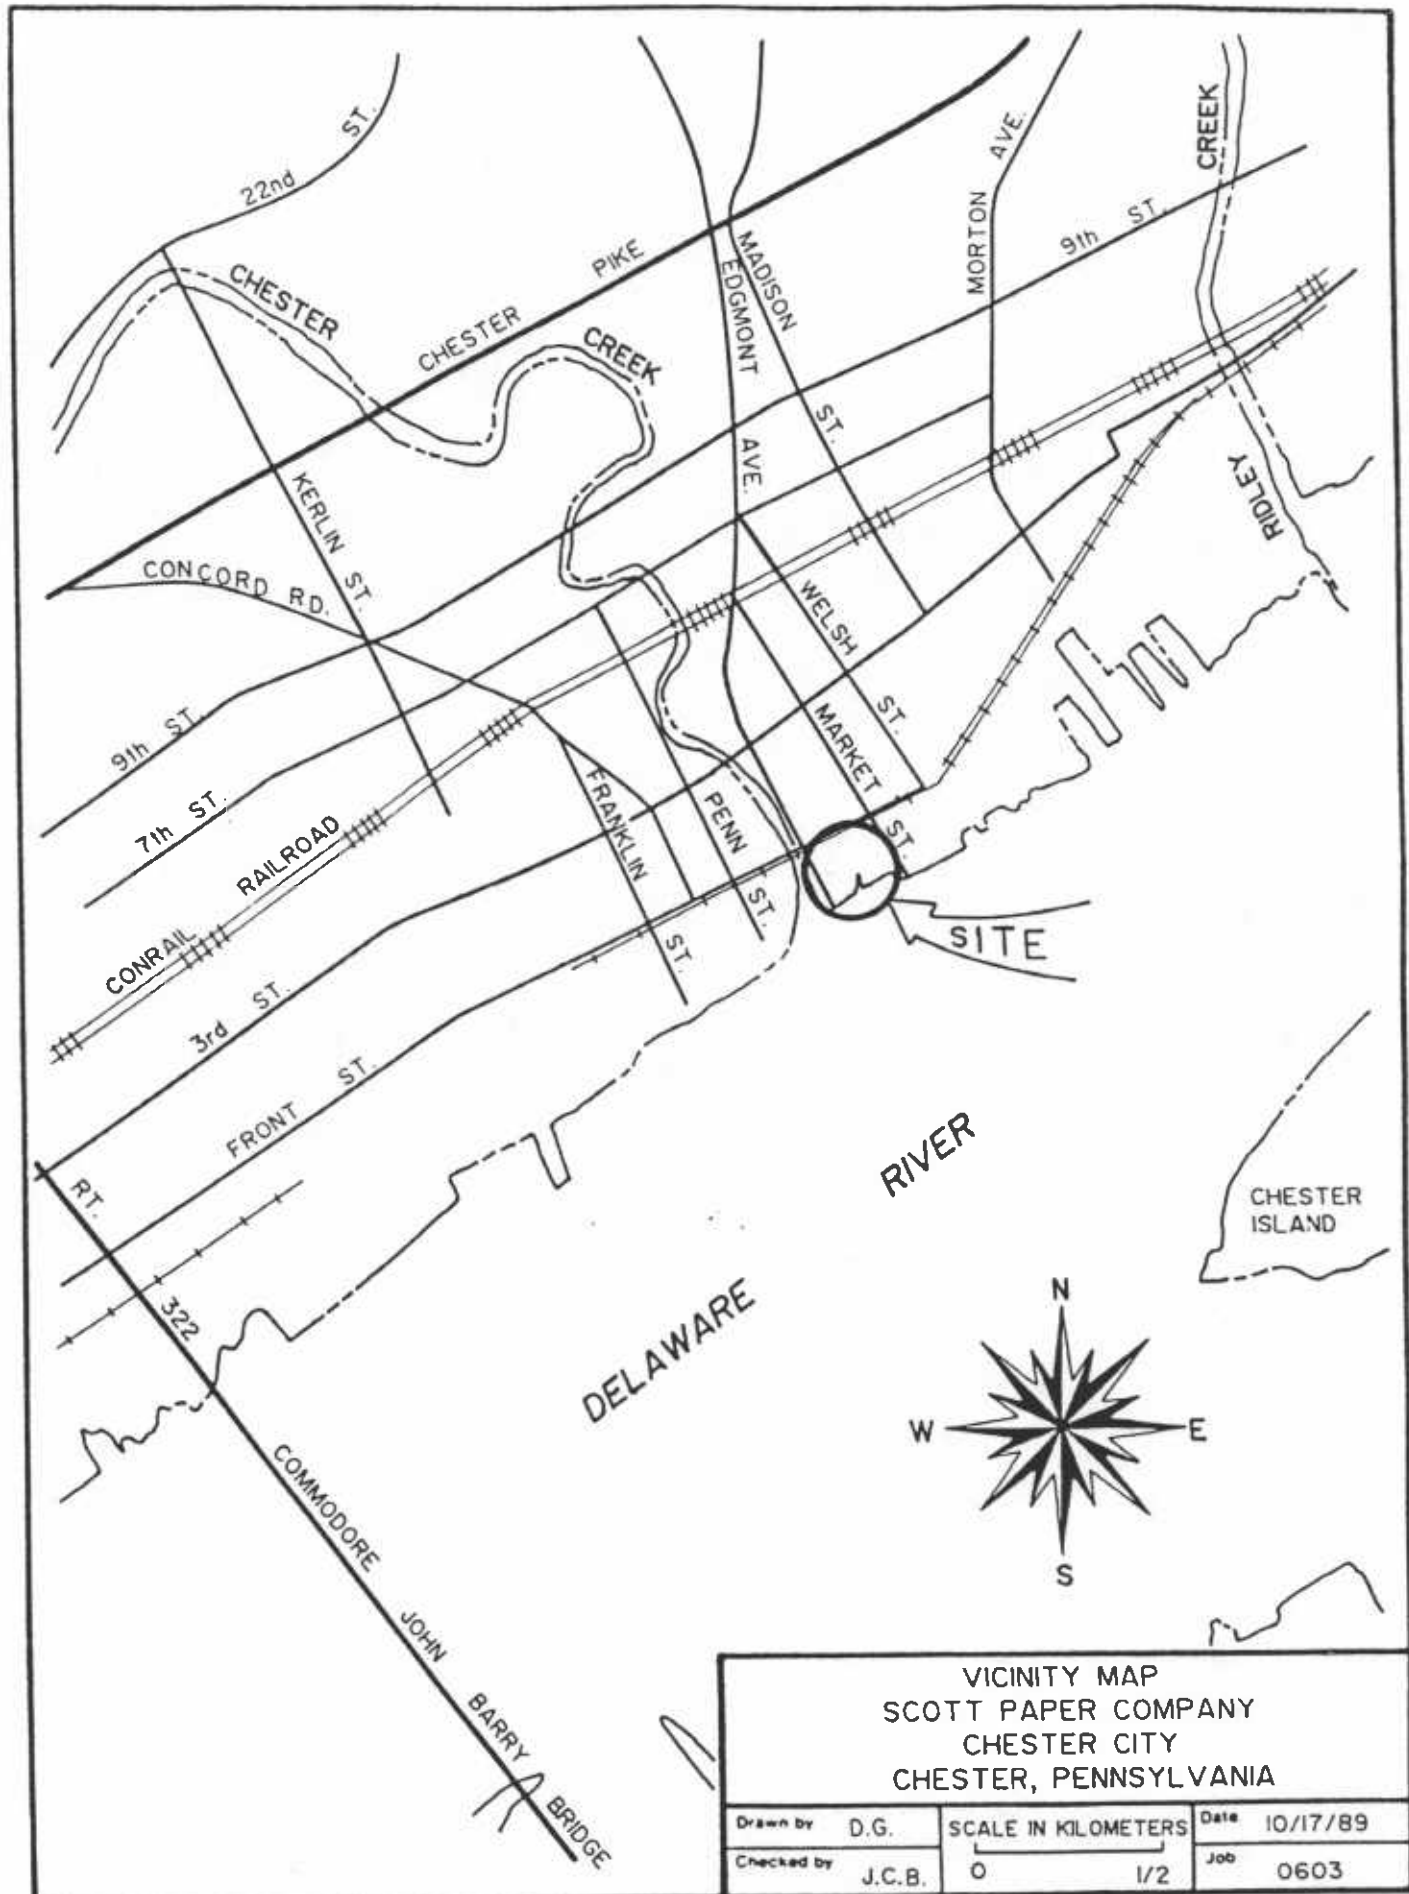 22nd ST.
CHESTER CREEK
CHESTER PIKE
MADISON ST.
EDGMONT AVE.
MORTON AVE.
9th ST.
RIDLEY CREEK
KERLIN ST.
CONCORD RD.
WELSH ST.
MARKET ST.
9th ST.
7th ST.
FRANKLIN ST.
PENN ST.
CONRAIL RAILROAD
3rd ST.
FRONT ST.
SITE
DELAWARE RIVER
CHESTER
ISLAND
RT. 322
COMMODORE JOHN BARRY BRIDGE
N
W E
S
VICINITY MAP
SCOTT PAPER COMPANY
CHESTER CITY
CHESTER, PENNSYLVANIA
Drawn by D.G.
Checked by J.C.B.
SCALE IN KILOMETERS
0 1/2
Date 10/17/89
Job 0603